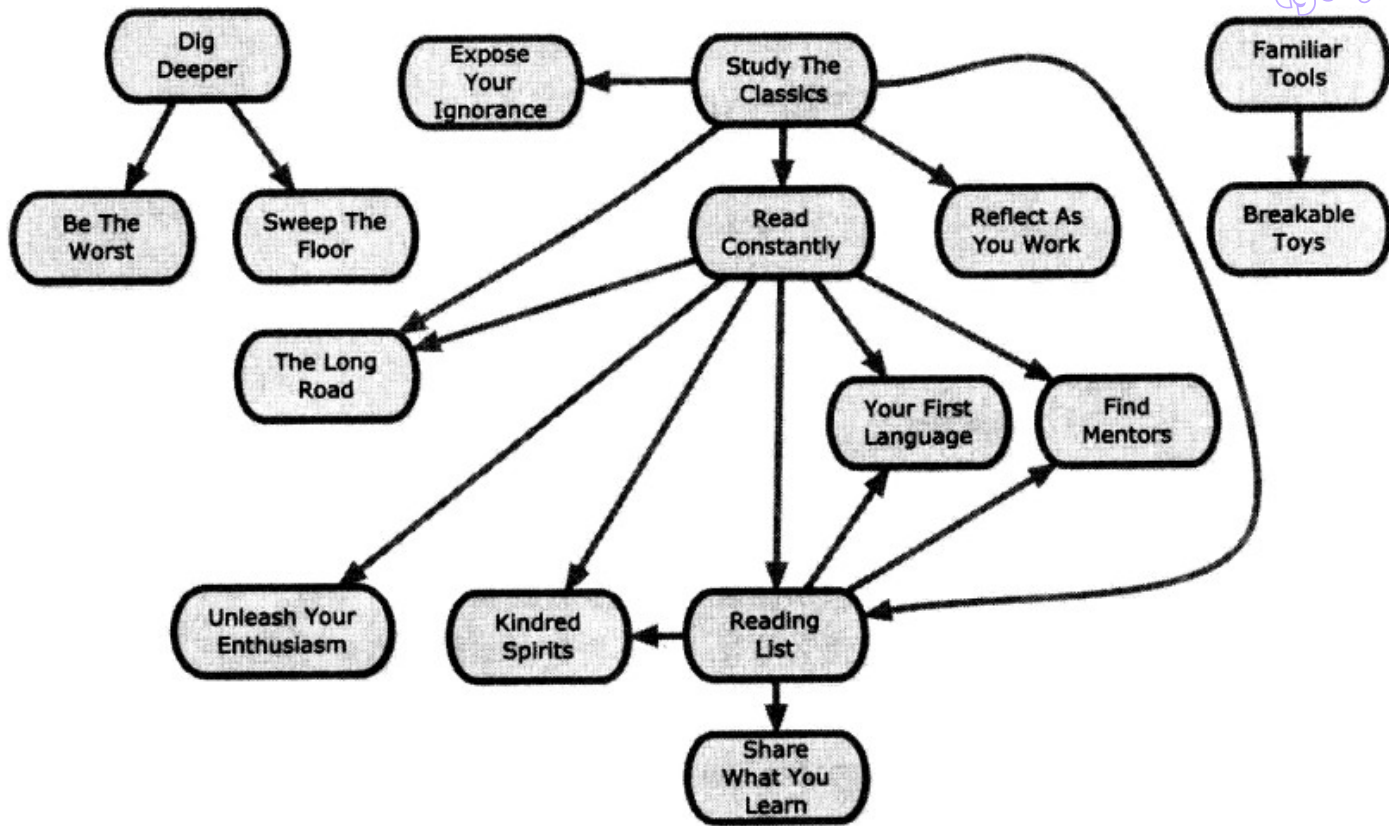 Dig
Deeper
Expose
Your
Ignorance
Study The
Classics
Familiar
Tools
Be The
Worst
Sweep The
Floor
Read
Constantly
Reflect As
You Work
Breakable
Toys
The Long
Road
Your First
Language
Find
Mentors
Unleash Your
Enthusiasm
Kindred
Spirits
Reading
List
Share
What You
Learn